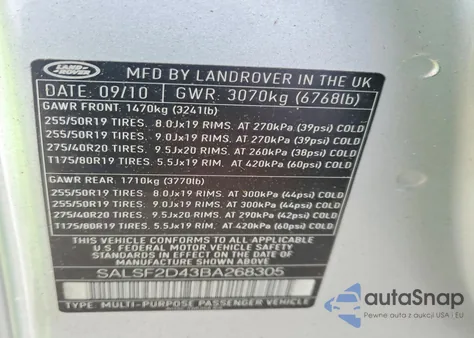 LAND ROVER
MFD BY LANDROVER IN THE UK
DATE: 09/10 GWR: 3070kg (6768lb)
GAWR FRONT: 1470kg (3241lb)
255/50R19 TIRES. 8.0Jx19 RIMS. AT 270kPa (39psi) COLD
255/50R19 TIRES. 9.0Jx19 RIMS. AT 270kPa (39psi) COLD
275/40R20 TIRES. 9.5Jx20 RIMS. AT 260kPa (38psi) COLD
T175/80R19 TIRES. 5.5Jx19 RIM. AT 420kPa (60psi) COLD
GAWR REAR: 1710kg (3770lb)
255/50R19 TIRES. 8.0Jx19 RIMS. AT 300kPa (44psi) COLD
255/50R19 TIRES. 9.0Jx19 RIMS. AT 300kPa (44psi) COLD
275/40R20 TIRES. 9.5Jx20 RIMS. AT 290kPa (42psi) COLD
T175/80R19 TIRES. 5.5Jx19 RIM. AT 420kPa (60psi) COLD
THIS VEHICLE CONFORMS TO ALL APPLICABLE
U.S. FEDERAL MOTOR VEHICLE SAFETY
STANDARDS IN EFFECT ON THE DATE OF
MANUFACTURE SHOWN ABOVE.
SALSF2D43BA268305
TYPE: MULTI-PURPOSE PASSENGER VEHICLE
autoSnap
Pewne auta z USA i EU